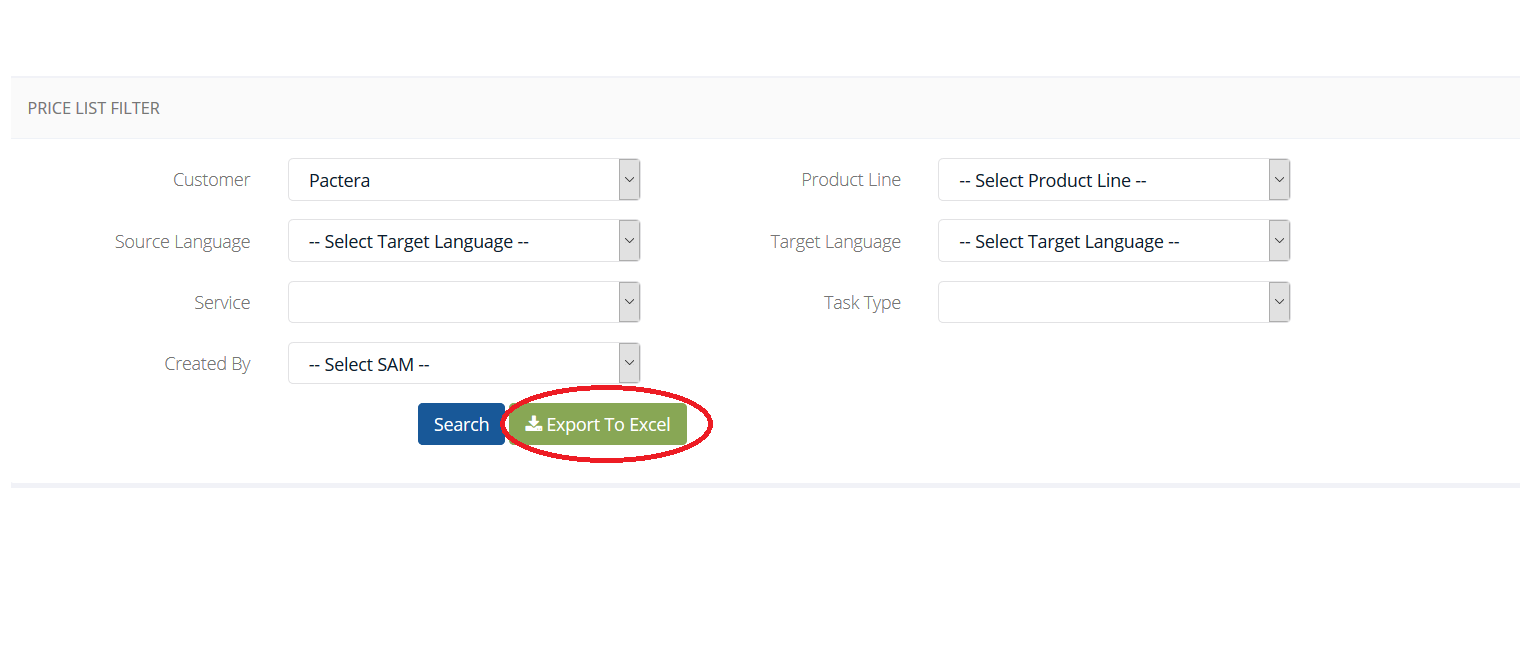 PRICE LIST FILTER
Customer Pactera Product Line -- Select Product Line --
Source Language -- Select Target Language -- Target Language -- Select Target Language --
Service Task Type
Created By -- Select SAM --
Search Export To Excel